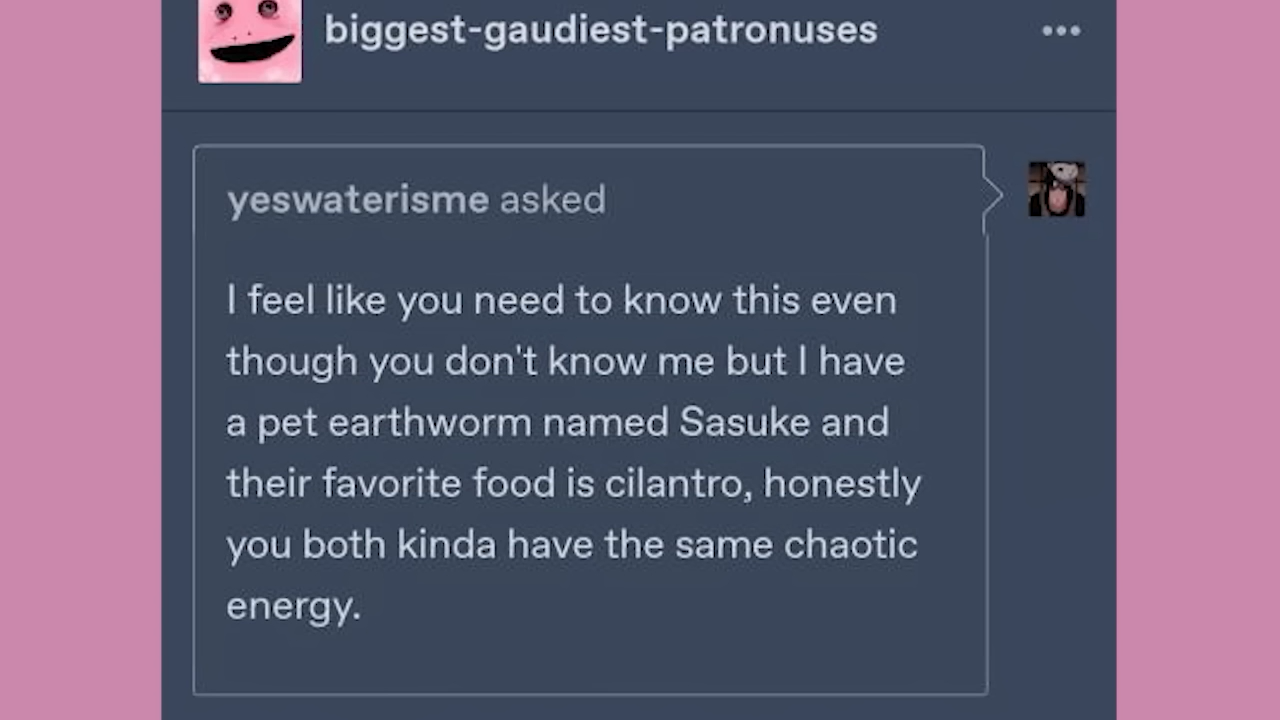 biggest-gaudiest-patronuses
yeswaterisme asked
I feel like you need to know this even
though you don't know me but I have
a pet earthworm named Sasuke and
their favorite food is cilantro, honestly
you both kinda have the same chaotic
energy.